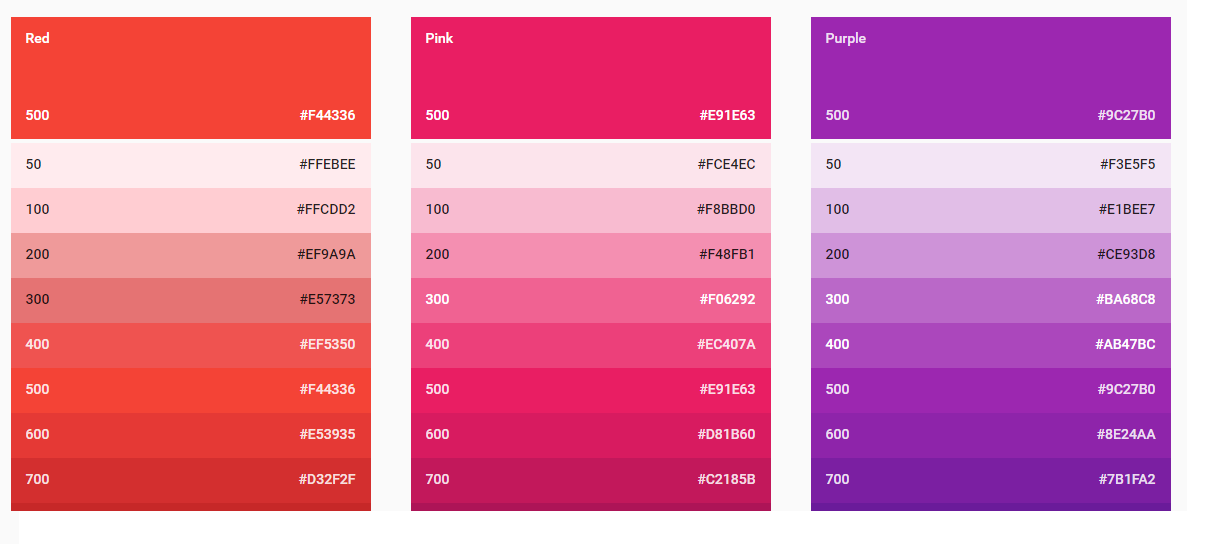 Red
500 #F44336
50 #FFEBEE
100 #FFCDD2
200 #EF9A9A
300 #E57373
400 #EF5350
500 #F44336
600 #E53935
700 #D32F2F
Pink
500 #E91E63
50 #FCE4EC
100 #F8BBD0
200 #F48FB1
300 #F06292
400 #EC407A
500 #E91E63
600 #D81B60
700 #C2185B
Purple
500 #9C27B0
50 #F3E5F5
100 #E1BEE7
200 #CE93D8
300 #BA68C8
400 #AB47BC
500 #9C27B0
600 #8E24AA
700 #7B1FA2